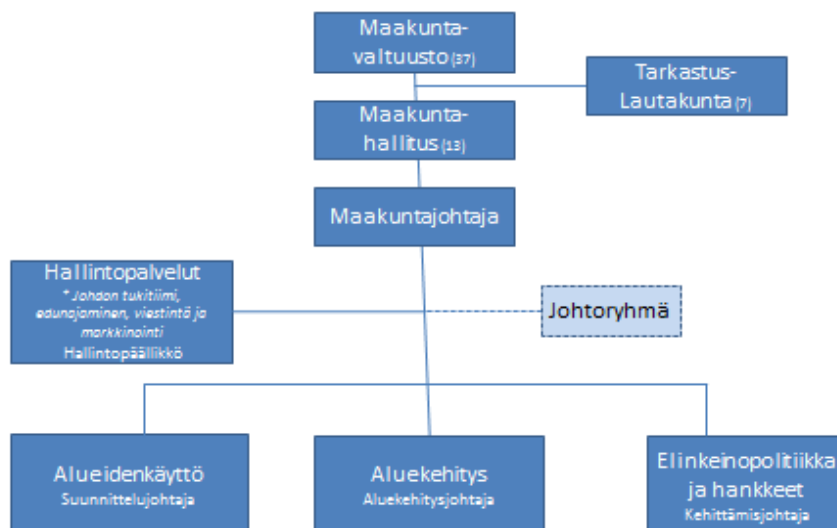 Maakunta-
valtuusto (37)
Tarkastus-
Lautakunta (7)
Maakunta-
hallitus (13)
Maakuntajohtaja
Hallintopalvelut
* Johdon tukitiimi,
edunajaminen, viestintä ja
markkinointi
Hallintopäällikkö
Johtoryhmä
Alueidenkäyttö
Suunnittelujohtaja
Aluekehitys
Aluekehitysjohtaja
Elinkeinopolitiikka
ja hankkeet
Kehittämisjohtaja